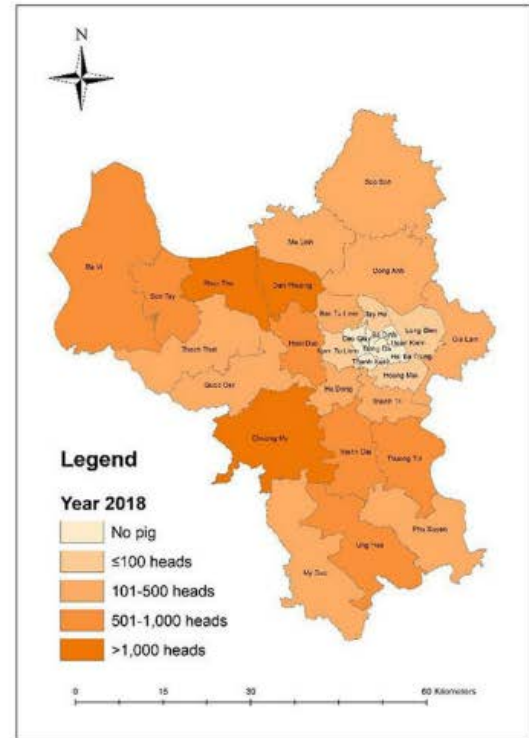 N
Soc Son
Me Linh
Dong Anh
Ba Vi
Phuc Tho
Dan Phuong
Son Tay
Bac Tu Liem
Tay Ho
Long Bien
Gia Lam
Hoai Duc
Cau Giay
Ba Dinh
Hoan Kiem
Dong Da
Nam Tu Liem
Thanh Xuan
Hai Ba Trung
Thach That
Hoang Mai
Quoc Oai
Ha Dong
Thanh Tri
Chuong My
Thanh Oai
Thuong Tin
Phu Xuyen
Ung Hoa
My Duc
Legend
Year 2018
No pig
≤100 heads
101-500 heads
501-1,000 heads
>1,000 heads
0 15 30 60 Kilometers